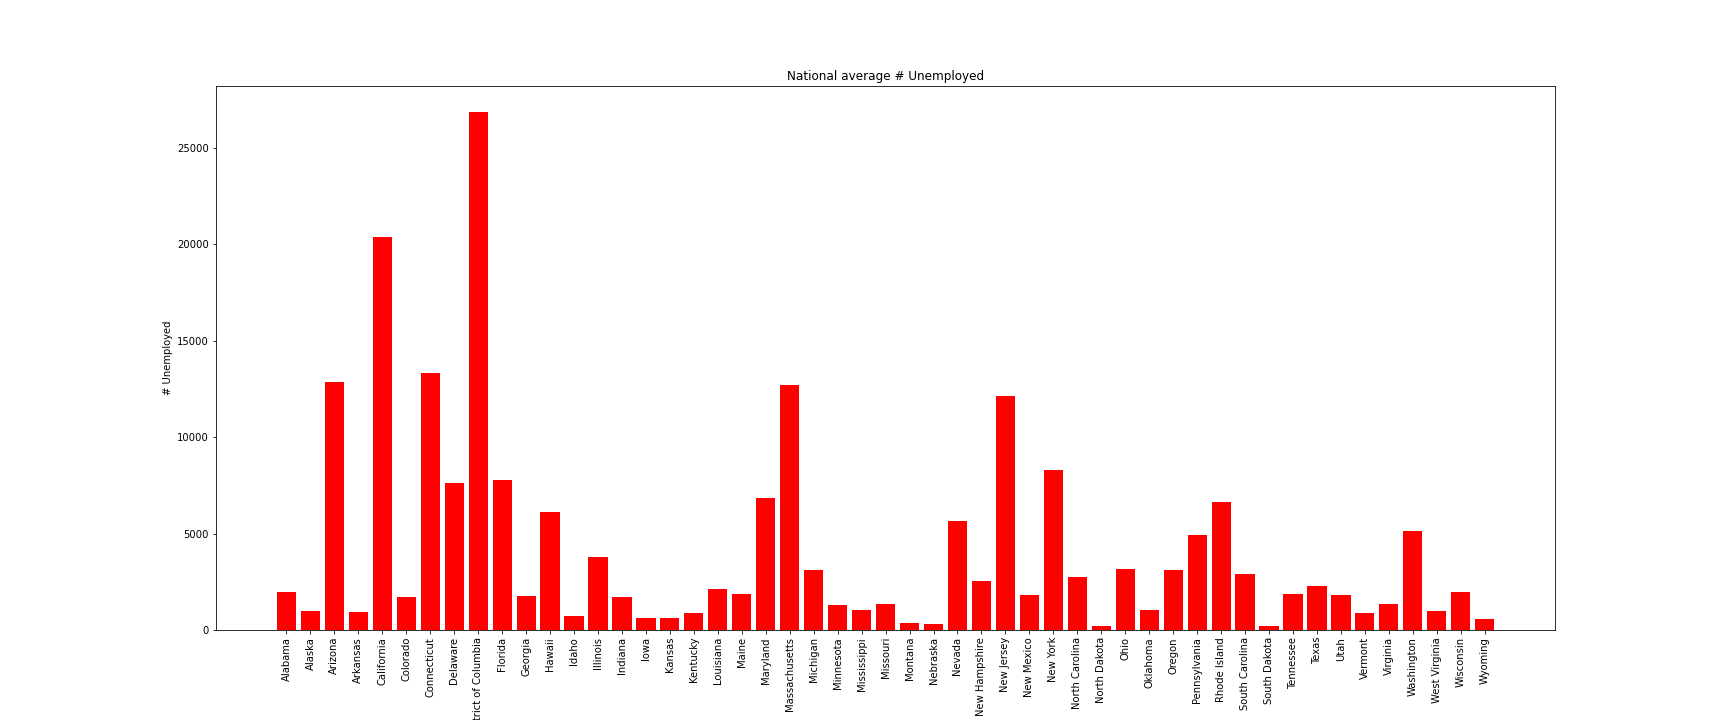 National average # Unemployed
25000
20000
15000
10000
5000
0
# Unemployed
Alabama
Alaska
Arizona
Arkansas
California
Colorado
Connecticut
Delaware
trict of Columbia
Florida
Georgia
Hawaii
Idaho
Illinois
Indiana
Iowa
Kansas
Kentucky
Louisiana
Maine
Maryland
Massachusetts
Michigan
Minnesota
Mississippi
Missouri
Montana
Nebraska
Nevada
New Hampshire
New Jersey
New Mexico
New York
North Carolina
North Dakota
Ohio
Oklahoma
Oregon
Pennsylvania
Rhode Island
South Carolina
South Dakota
Tennessee
Texas
Utah
Vermont
Virginia
Washington
West Virginia
Wisconsin
Wyoming